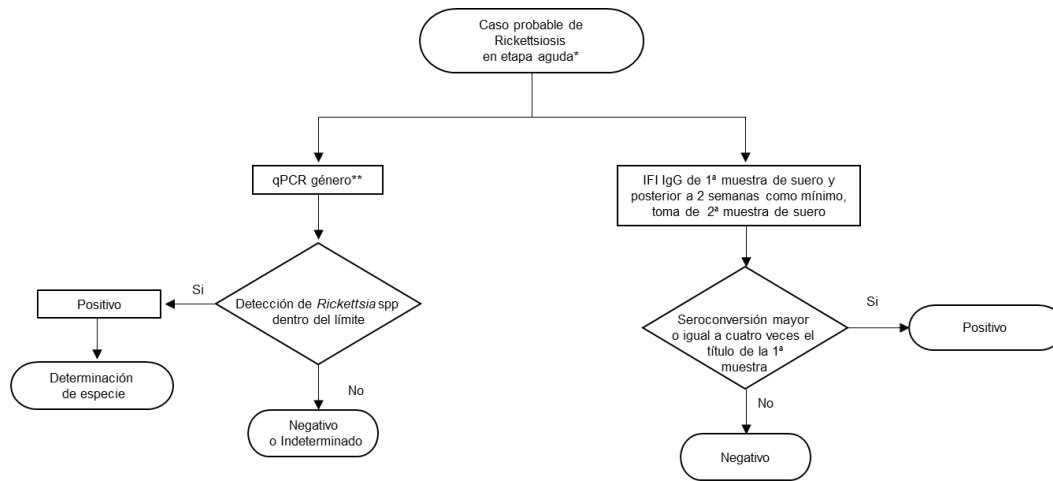 Caso probable de
Rickettsiosis
en etapa aguda*
qPCR género**
IFI IgG de 1ª muestra de suero y
posterior a 2 semanas como mínimo,
toma de 2ª muestra de suero
Detección de Rickettsia spp
dentro del límite
Si
Positivo
Determinación
de especie
No
Negativo
o Indeterminado
Seroconversión mayor
o igual a cuatro veces el
título de la 1ª
muestra
Si
Positivo
No
Negativo